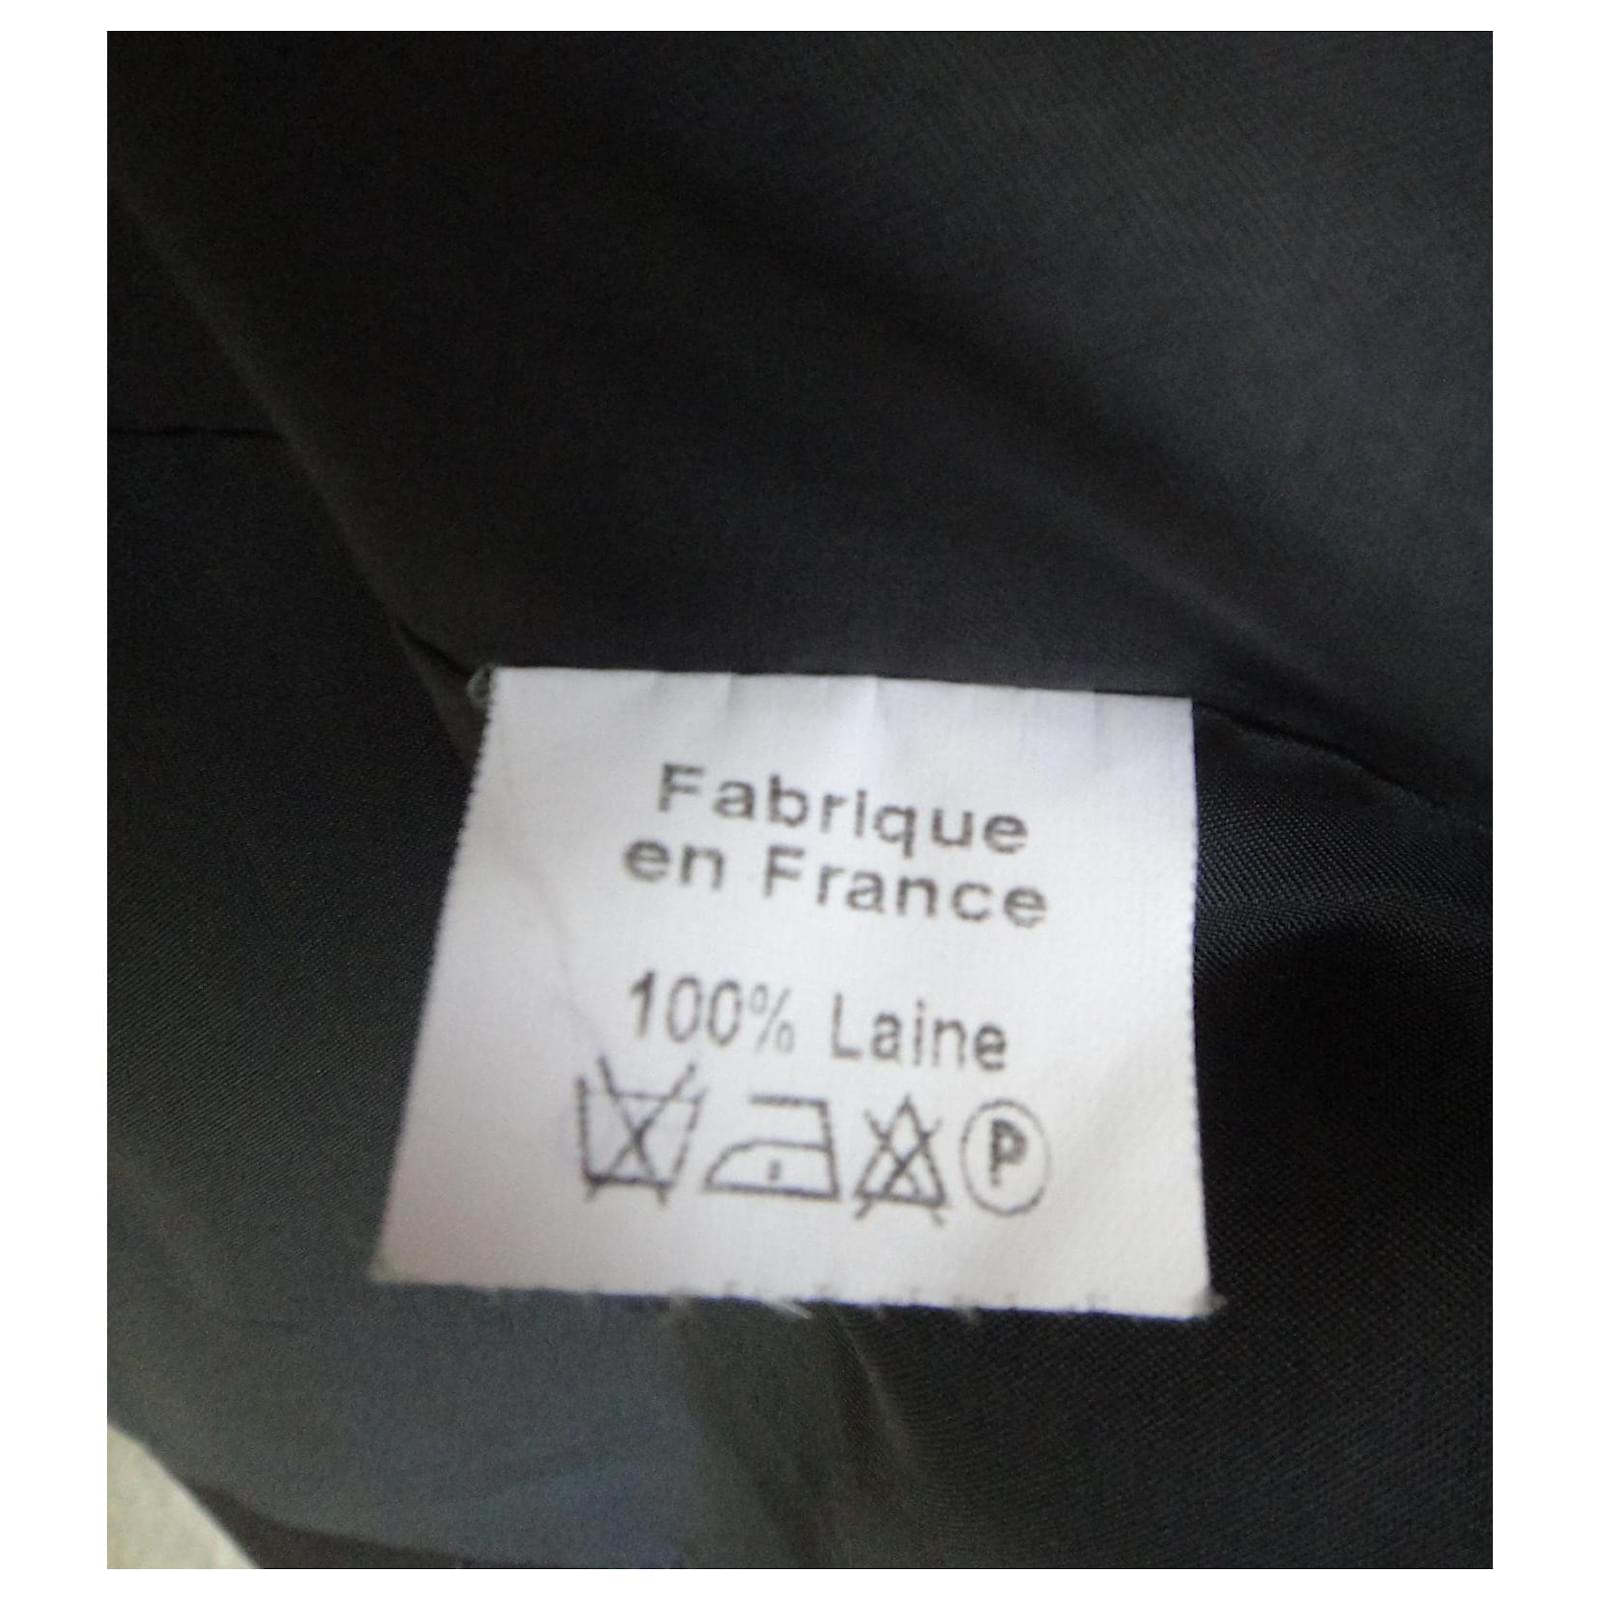 Fabrique
en France
100% Laine
P